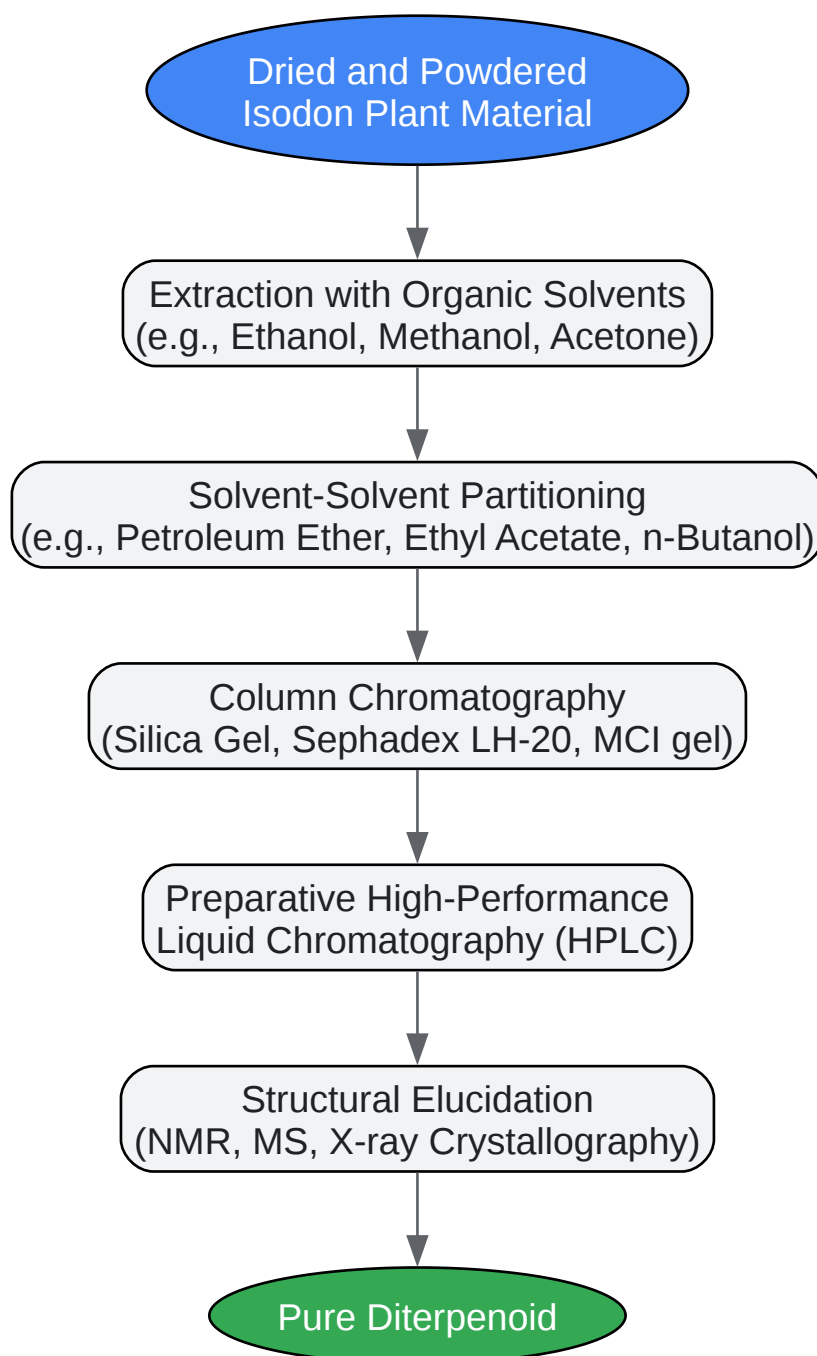 Dried and Powdered
Isodon Plant Material
Extraction with Organic Solvents
(e.g., Ethanol, Methanol, Acetone)
Solvent-Solvent Partitioning
(e.g., Petroleum Ether, Ethyl Acetate, n-Butanol)
Column Chromatography
(Silica Gel, Sephadex LH-20, MCI gel)
Preparative High-Performance
Liquid Chromatography (HPLC)
Structural Elucidation
(NMR, MS, X-ray Crystallography)
Pure Diterpenoid